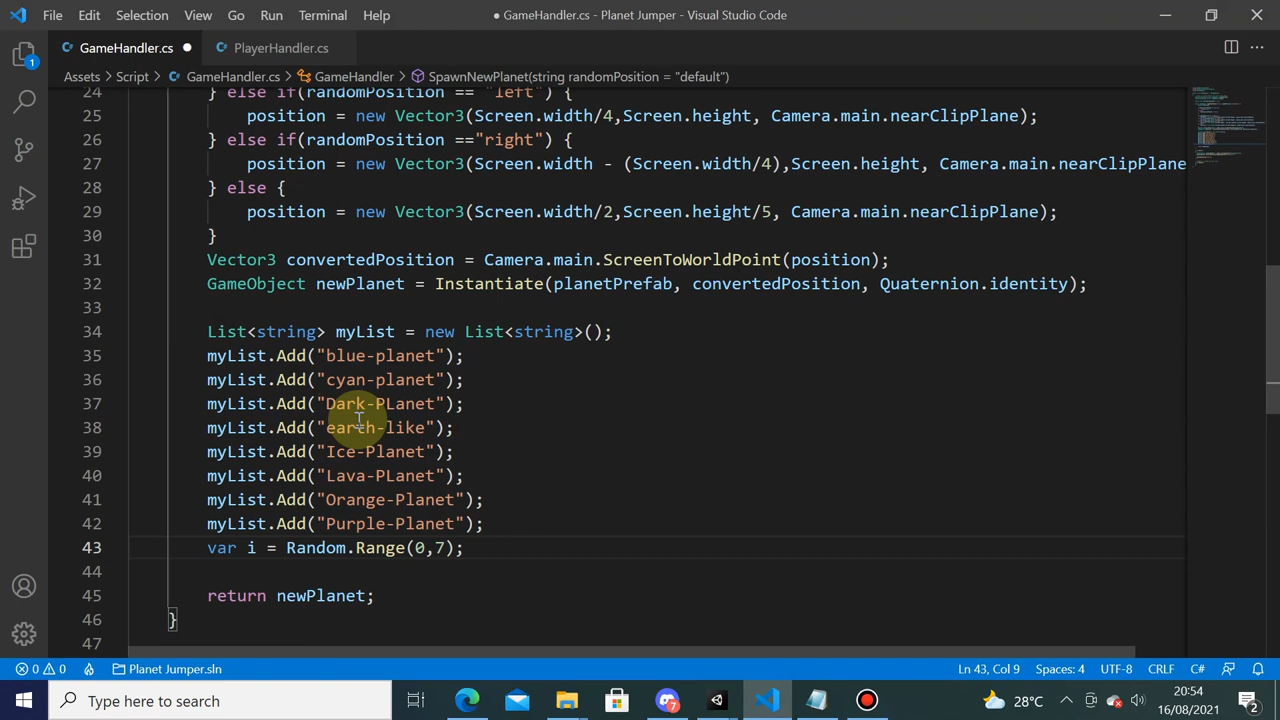 File Edit Selection View Go Run Terminal Help ● GameHandler.cs - Planet Jumper - Visual Studio Code
GameHandler.cs ● PlayerHandler.cs
Assets > Script > GameHandler.cs > GameHandler > SpawnNewPlanet(string randomPosition = "default")
24 } else if(randomPosition == "left") {
25 position = new Vector3(Screen.width/4,Screen.height, Camera.main.nearClipPlane);
26 } else if(randomPosition =="right") {
27 position = new Vector3(Screen.width - (Screen.width/4),Screen.height, Camera.main.nearClipPlane
28 } else {
29 position = new Vector3(Screen.width/2,Screen.height/5, Camera.main.nearClipPlane);
30 }
31 Vector3 convertedPosition = Camera.main.ScreenToWorldPoint(position);
32 GameObject newPlanet = Instantiate(planetPrefab, convertedPosition, Quaternion.identity);
33
34 List<string> myList = new List<string>();
35 myList.Add("blue-planet");
36 myList.Add("cyan-planet");
37 myList.Add("Dark-PLanet");
38 myList.Add("earth-like");
39 myList.Add("Ice-Planet");
40 myList.Add("Lava-PLanet");
41 myList.Add("Orange-Planet");
42 myList.Add("Purple-Planet");
43 var i = Random.Range(0,7);
44
45 return newPlanet;
46 }
47
1
0 0 Planet Jumper.sln Ln 43, Col 9 Spaces: 4 UTF-8 CRLF C#
Type here to search 7 28°C 20:54
16/08/2021 2